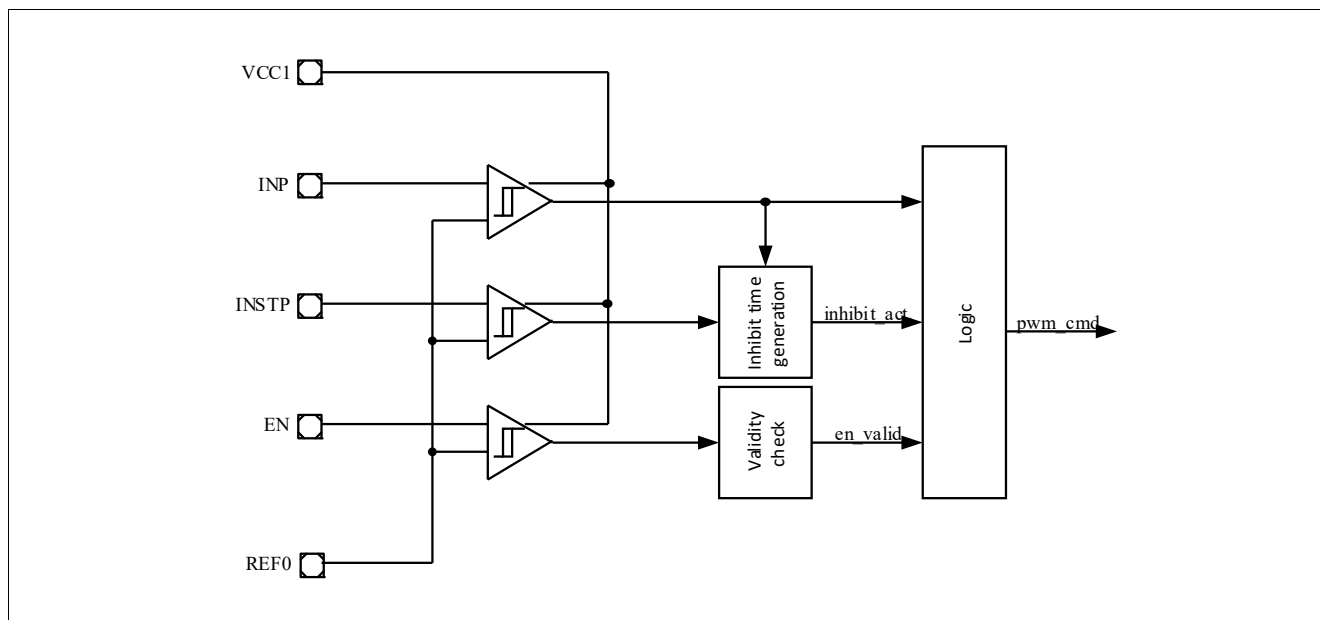 VCC1
INP
INSTP
EN
REF0
Inhibit time
generation
inhibit_act
Validity
check
en_valid
Logic
pwm_cmd